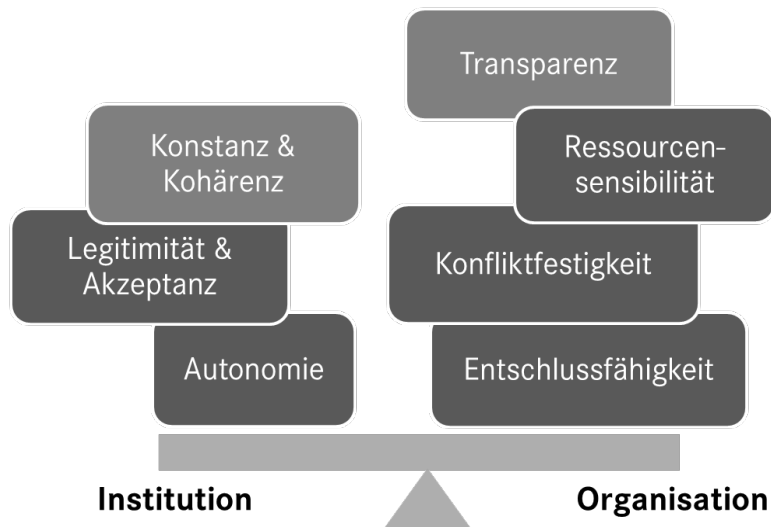 Transparenz
Konstanz &
Kohärenz
Ressourcen-
sensibilität
Legitimität &
Akzeptanz
Konfliktfestigkeit
Autonomie
Entschlussfähigkeit
Institution
Organisation